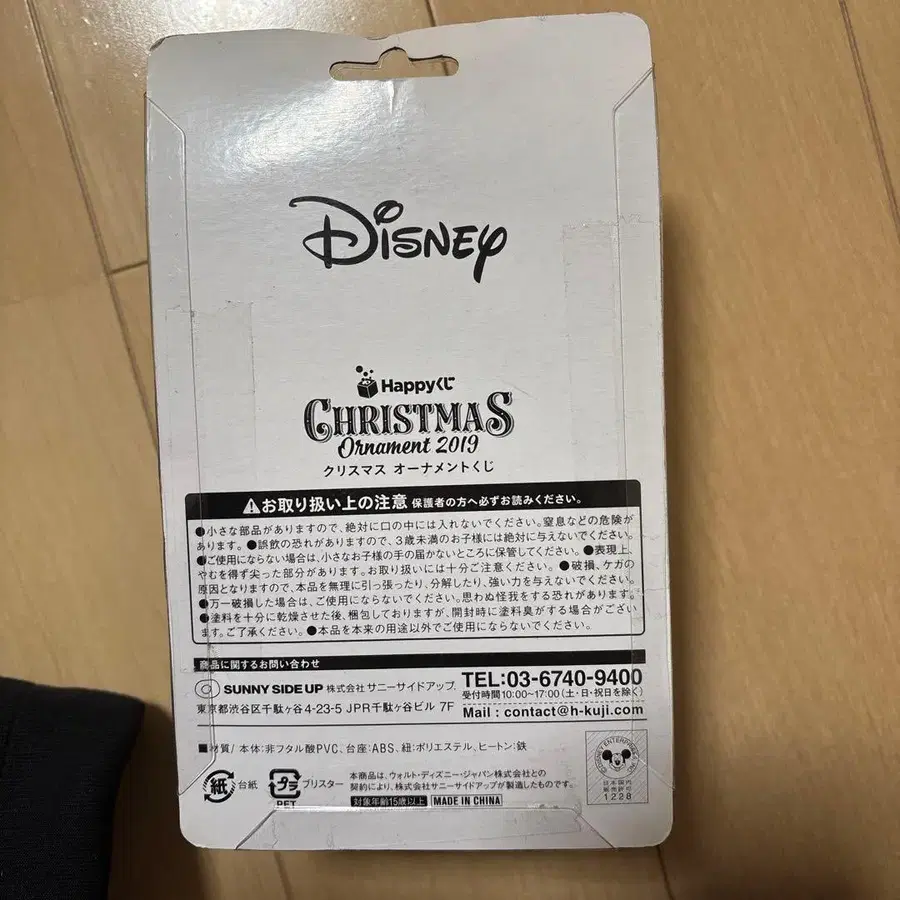 Disney
Happyくじ
CHRISTMAS
Ornament 2019
クリスマス オーナメントくじ
お取り扱い上の注意 保護者の方へ必ずお読みください。
●小さな部品がありますので、絶対に口の中には入れないでください。窒息などの危険が
あります。●誤飲の恐れがありますので、3歳未満のお子様には絶対に与えないでください。
●ご使用にならない場合は、小さなお子様の手の届かないところに保管してください。●表現上、
やむを得ず尖った部分があります。お取り扱いには十分ご注意ください。●破損、ケガの
原因となりますので、本品を無理に引っ張ったり、分解したり、強い力を与えないでください。
●万一破損した場合は、ご使用にならないでください。思わぬ怪我をする恐れがあります。
●塗料を十分に乾燥させた後、梱包しておりますが、開封時に塗料臭がする場合がござい
ます。ご了承ください。●本品を本来の用途以外でご使用にならないでください。
商品に関するお問い合わせ
SUNNY SIDE UP 株式会社 サニーサイドアップ
東京都渋谷区千駄ヶ谷4-23-5 JPR千駄ヶ谷ビル 7F
TEL:03-6740-9400
受付時間10:00~17:00(土・日・祝日を除く)
Mail : contact@h-kuji.com
■材質/ 本体:非フタル酸PVC、台座:ABS、紐:ポリエステル、ヒートン:鉄
紙 台紙
プラ ブリスター
PET
本商品は、ウォルト・ディズニー・ジャパン株式会社との
契約により、株式会社サニーサイドアップが製造したものです。
対象年齢15歳以上 MADE IN CHINA
DISNEY ENTERPRISES, INC.
日本国内
販売許可
1228